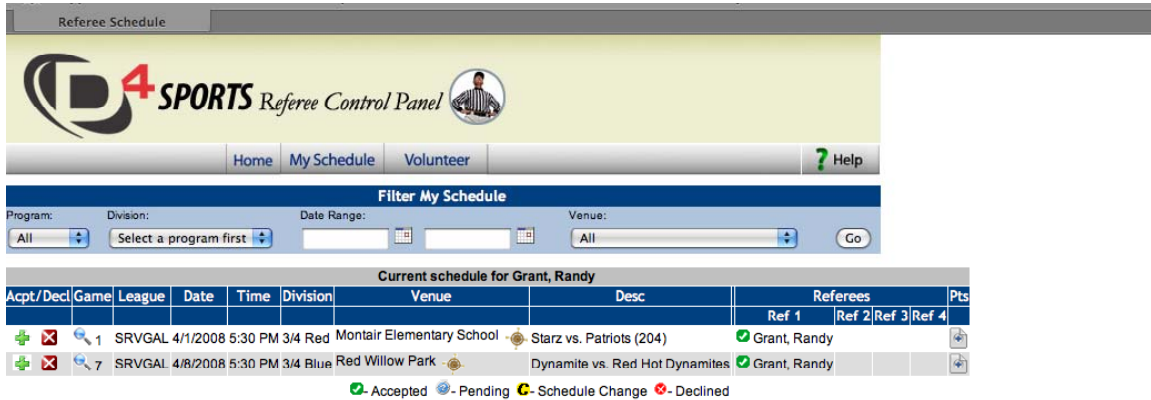 Referee Schedule
D4 SPORTS Referee Control Panel
Home My Schedule Volunteer ? Help
Filter My Schedule
Program: Division: Date Range: Venue:
All Select a program first All Go
Current schedule for Grant, Randy
Acpt/Decl Game League Date Time Division Venue Desc Referees Pts
Ref 1 Ref 2 Ref 3 Ref 4
1 SRVGAL 4/1/2008 5:30 PM 3/4 Red Montair Elementary School Starz vs. Patriots (204) Grant, Randy
7 SRVGAL 4/8/2008 5:30 PM 3/4 Blue Red Willow Park Dynamite vs. Red Hot Dynamites Grant, Randy
- Accepted ? - Pending C - Schedule Change - Declined